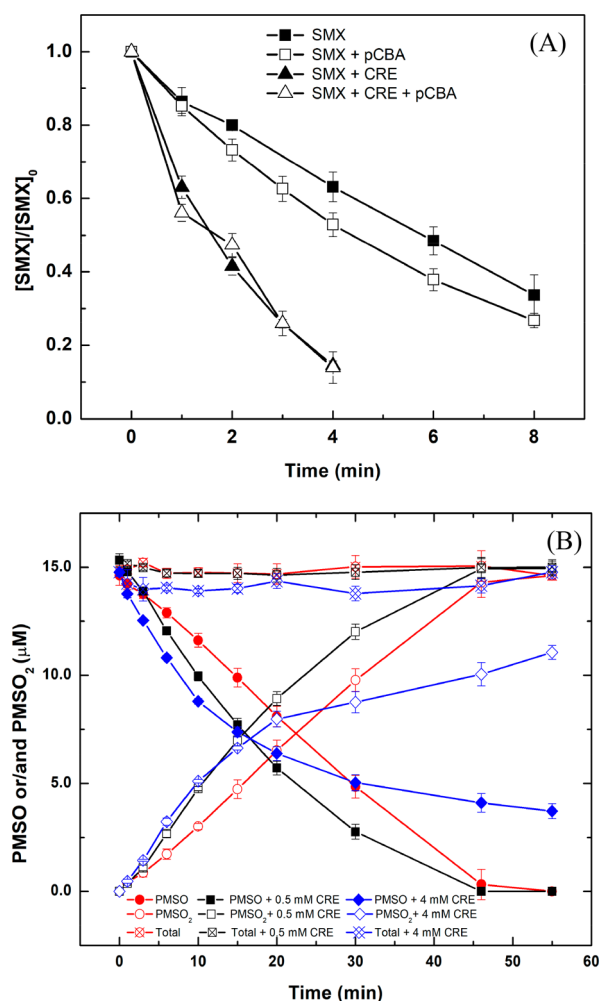 (A)
SMX
SMX + pCBA
SMX + CRE
SMX + CRE + pCBA
[SMX]/[SMX]0
1.0
0.8
0.6
0.4
0.2
0.0
0 2 4 6 8
Time (min)
(B)
PMSO or/and PMSO2 (μM)
15.0
10.0
5.0
0.0
PMSO PMSO + 0.5 mM CRE PMSO + 4 mM CRE
PMSO2 PMSO2 + 0.5 mM CRE PMSO2 + 4 mM CRE
Total Total + 0.5 mM CRE Total + 4 mM CRE
0 10 20 30 40 50 60
Time (min)